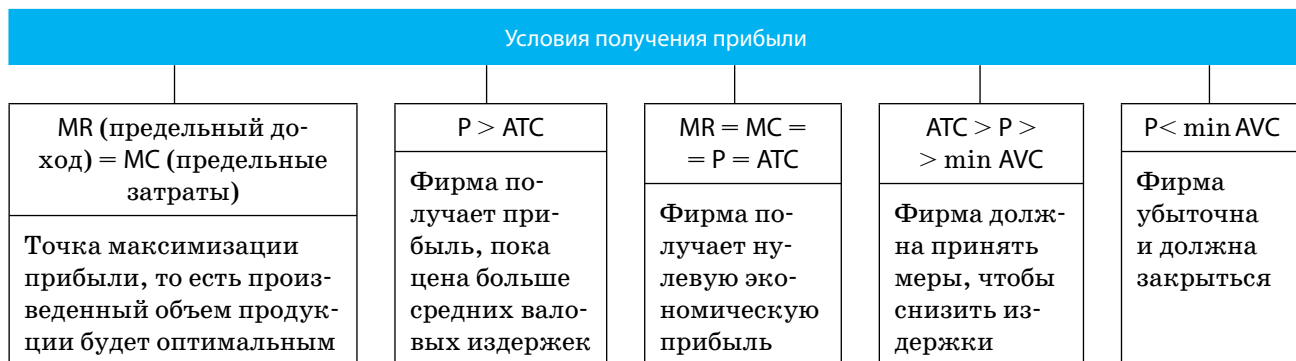 Условия получения прибыли
MR (предельный до-
ход) = MC (предельные
затраты)
Точка максимизации
прибыли, то есть произ-
веденный объем продук-
ции будет оптимальным
P > ATC
Фирма по-
лучает при-
быль, пока
цена больше
средних вало-
вых издержек
MR = MC =
= P = ATC
Фирма по-
лучает ну-
левую эко-
номическую
прибыль
ATC > P >
> min AVC
Фирма долж-
на принять
меры, чтобы
снизить из-
держки
P< min AVC
Фирма
убыточна
и должна
закрыться